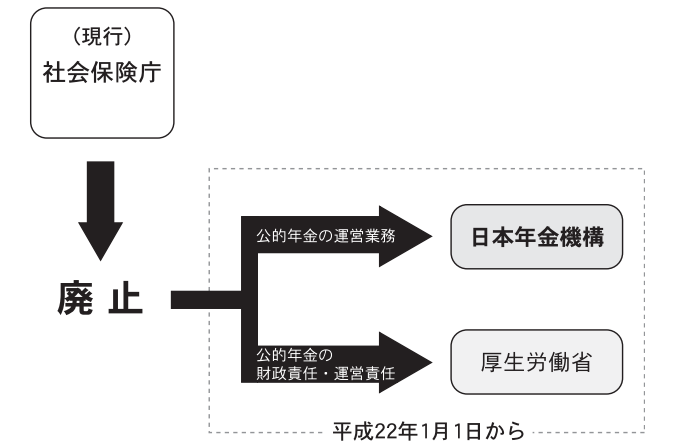 （現行）
社会保険庁
廃止
公的年金の運営業務
日本年金機構
公的年金の
財政責任・運営責任
厚生労働省
平成22年1月1日から